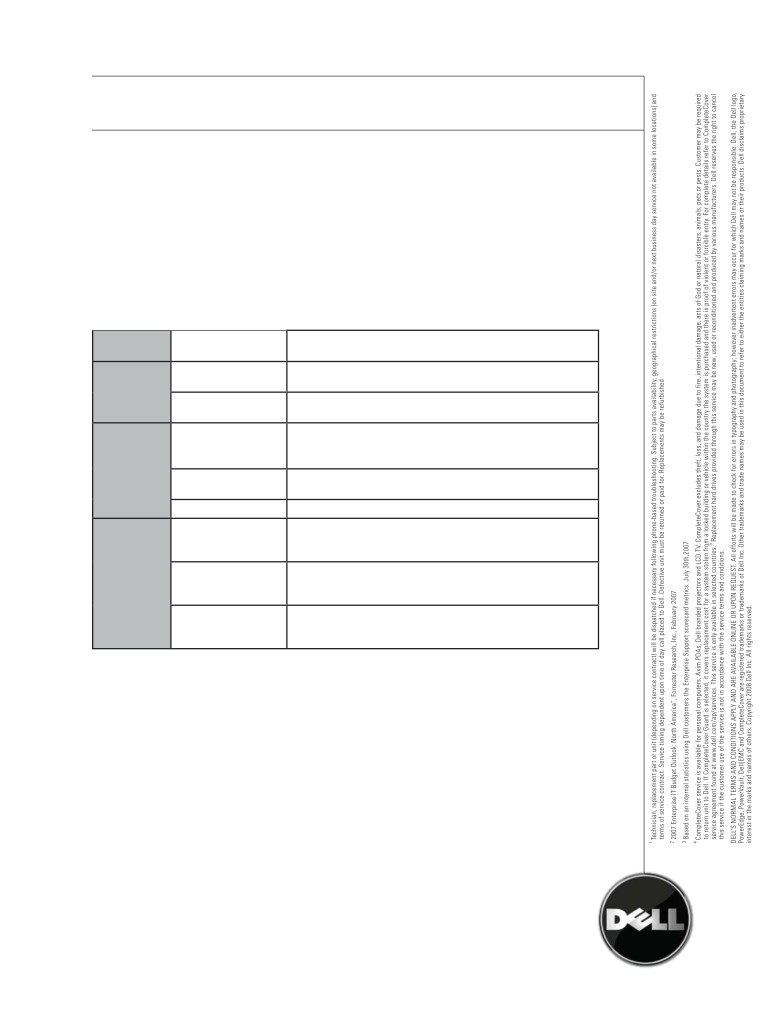 1 Technician, replacement part or unit (depending on service contract) will be dispatched if necessary following phone-based troubleshooting. Subject to parts availability, geographical restrictions (on site and/or next business day service not available in some locations) and
terms of service contract. Service timing dependent upon time of day call placed to Dell. Defective unit must be returned or paid for. Replacements may be refurbished
2 2007 Enterprise IT Budget Outlook: North America", Forrester Research, Inc., February 2007
3 Based on an internal statistics using Dell customers the Enterprise Support scorecard metrics. July 30th,2007
4 CompleteCover service is available for personal computers, Axim PDAs, Dell branded projectors and LCD TV. CompleteCover excludes theft, loss, and damage due to fire, intentional damage, acts of God or natural disasters, animals, pets or pests. Customer may be required
to return unit to Dell. If CompleteCover Guard is selected, it covers replacement cost for a system stolen from a locked building or vehicle within the country the system is purchased and there is proof of violent or forcible entry. For complete details refer to CompleteCover
service agreement found at www.dell.com/ap/services. This service is only available in selected countries. 5 Replacement hard drives provided through this service may be new, used or reconditioned and produced by various manufacturers. Dell reserves the right to cancel
this service if the customer use of the service is not in accordance with the service terms and conditions.
DELL'S NORMAL TERMS AND CONDITIONS APPLY AND ARE AVAILABLE ONLINE OR UPON REQUEST. All efforts will be made to check for errors in typography and photography; however inadvertent errors may occur for which Dell may not be responsible. Dell, the Dell logo,
PowerEdge, PowerVault, Dell|EMC and CompleteCover are registered trademarks or trademarks of Dell Inc. Other trademarks and trade names may be used in this document to refer to either the entities claiming marks and names or their products. Dell disclaims proprietary
interest in the marks and names of others. Copyright 2008 Dell Inc. All rights reserved.
DELL